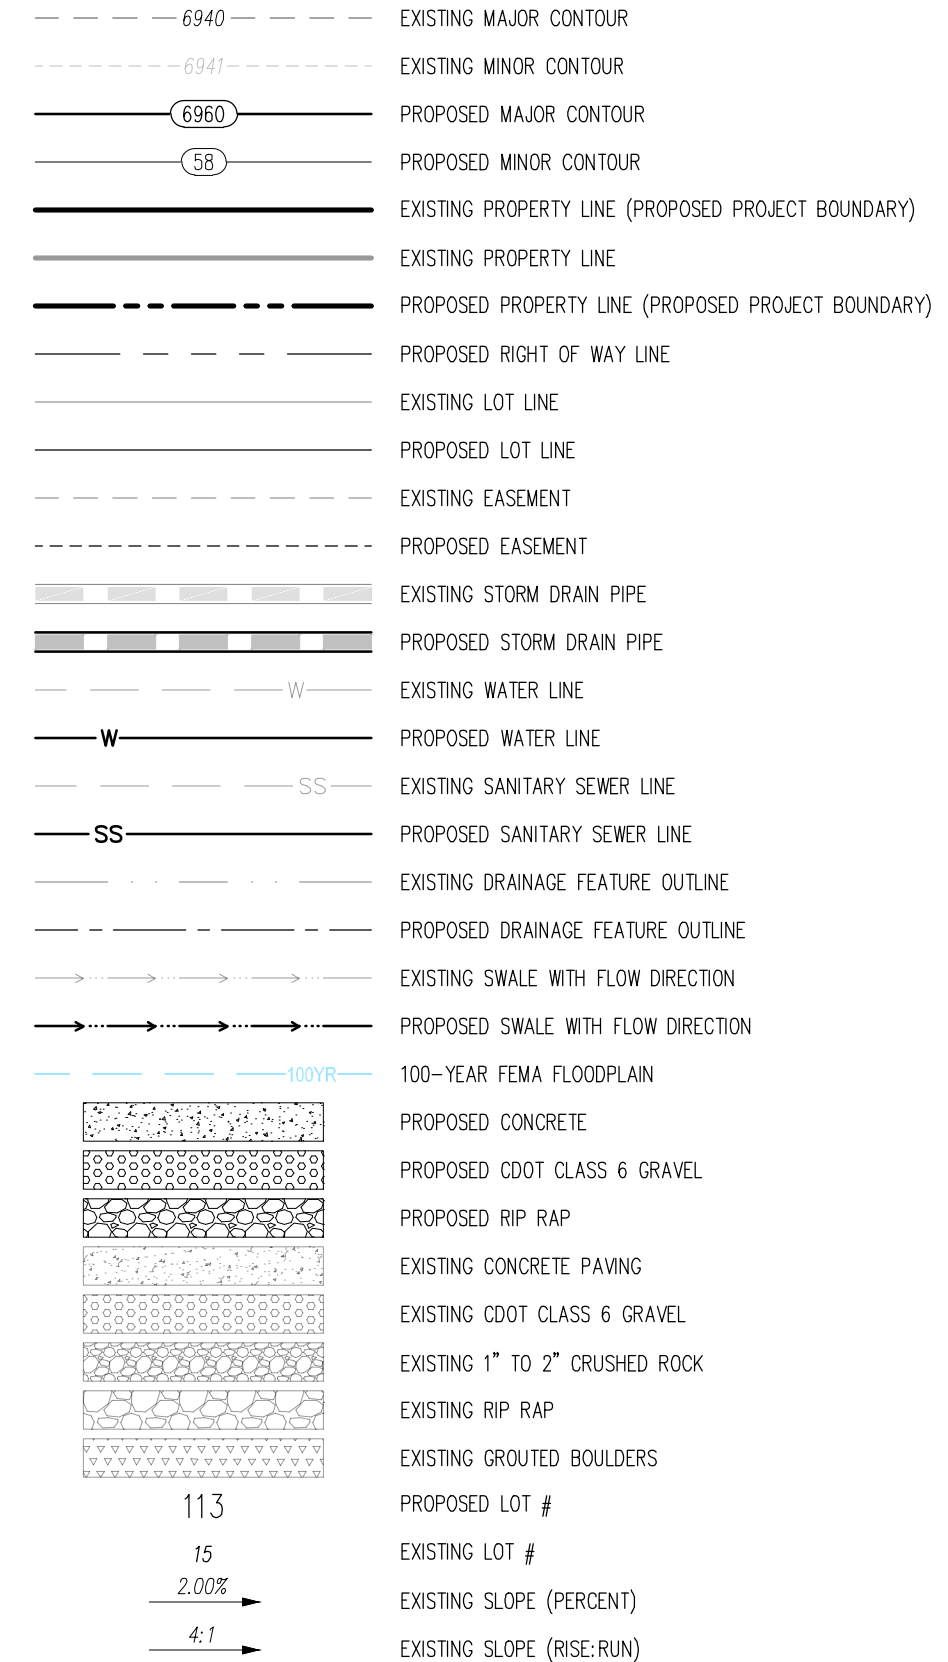 6940 EXISTING MAJOR CONTOUR
6941 EXISTING MINOR CONTOUR
6960 PROPOSED MAJOR CONTOUR
58 PROPOSED MINOR CONTOUR
EXISTING PROPERTY LINE (PROPOSED PROJECT BOUNDARY)
EXISTING PROPERTY LINE
PROPOSED PROPERTY LINE (PROPOSED PROJECT BOUNDARY)
PROPOSED RIGHT OF WAY LINE
EXISTING LOT LINE
PROPOSED LOT LINE
EXISTING EASEMENT
PROPOSED EASEMENT
EXISTING STORM DRAIN PIPE
PROPOSED STORM DRAIN PIPE
W EXISTING WATER LINE
W PROPOSED WATER LINE
SS EXISTING SANITARY SEWER LINE
SS PROPOSED SANITARY SEWER LINE
EXISTING DRAINAGE FEATURE OUTLINE
PROPOSED DRAINAGE FEATURE OUTLINE
EXISTING SWALE WITH FLOW DIRECTION
PROPOSED SWALE WITH FLOW DIRECTION
100YR 100-YEAR FEMA FLOODPLAIN
PROPOSED CONCRETE
PROPOSED CDOT CLASS 6 GRAVEL
PROPOSED RIP RAP
EXISTING CONCRETE PAVING
EXISTING CDOT CLASS 6 GRAVEL
EXISTING 1” TO 2” CRUSHED ROCK
EXISTING RIP RAP
EXISTING GROUTED BOULDERS
113 PROPOSED LOT #
15 EXISTING LOT #
2.00% EXISTING SLOPE (PERCENT)
4:1 EXISTING SLOPE (RISE:RUN)